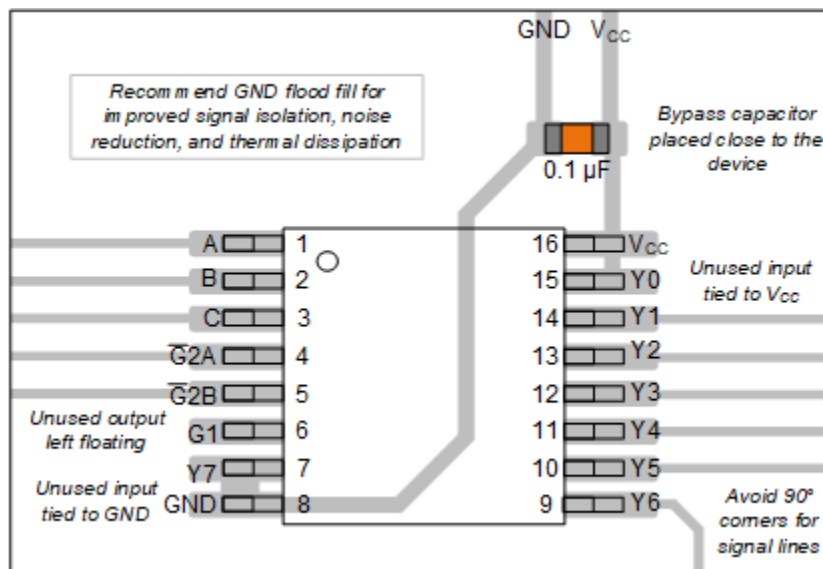 GND VCC
Recommend GND flood fill for
improved signal isolation, noise
reduction, and thermal dissipation
Bypass capacitor
placed close to the
device
0.1 µF
A 1 16 VCC
B 2 15 Y0
Unused input
tied to VCC
C 3 14 Y1
G̅2A 4 13 Y2
G̅2B 5 12 Y3
Unused output
left floating
G1 6 11 Y4
Y7 7 10 Y5
Unused input
tied to GND
GND 8 9 Y6
Avoid 90°
corners for
signal lines